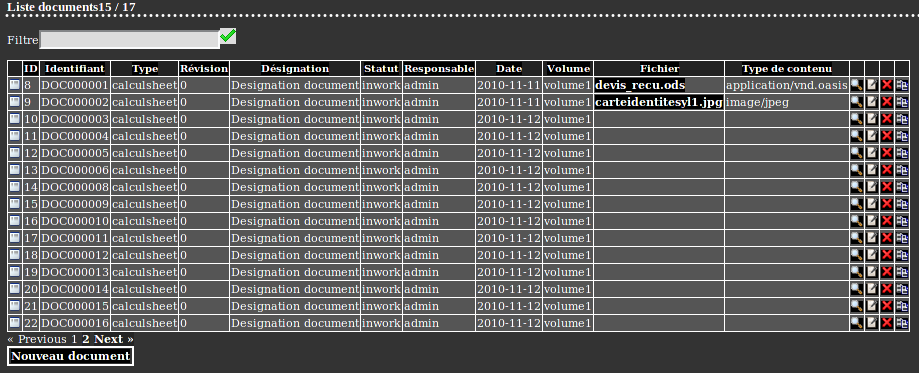 Liste documents15 / 17
Filtre
ID Identifiant Type Révision Désignation Statut Responsable Date Volume Fichier Type de contenu
8 DOC000001 calculsheet 0 Designation document inwork admin 2010-11-11 volume1 devis_recu.ods application/vnd.oasis
9 DOC000002 calculsheet 0 Designation document inwork admin 2010-11-11 volume1 carteidentitesyl1.jpg image/jpeg
10 DOC000003 calculsheet 0 Designation document inwork admin 2010-11-12 volume1
11 DOC000004 calculsheet 0 Designation document inwork admin 2010-11-12 volume1
12 DOC000005 calculsheet 0 Designation document inwork admin 2010-11-12 volume1
13 DOC000006 calculsheet 0 Designation document inwork admin 2010-11-12 volume1
14 DOC000008 calculsheet 0 Designation document inwork admin 2010-11-12 volume1
15 DOC000009 calculsheet 0 Designation document inwork admin 2010-11-12 volume1
16 DOC000010 calculsheet 0 Designation document inwork admin 2010-11-12 volume1
17 DOC000011 calculsheet 0 Designation document inwork admin 2010-11-12 volume1
18 DOC000012 calculsheet 0 Designation document inwork admin 2010-11-12 volume1
19 DOC000013 calculsheet 0 Designation document inwork admin 2010-11-12 volume1
20 DOC000014 calculsheet 0 Designation document inwork admin 2010-11-12 volume1
21 DOC000015 calculsheet 0 Designation document inwork admin 2010-11-12 volume1
22 DOC000016 calculsheet 0 Designation document inwork admin 2010-11-12 volume1
« Previous 1 2 Next »
Nouveau document